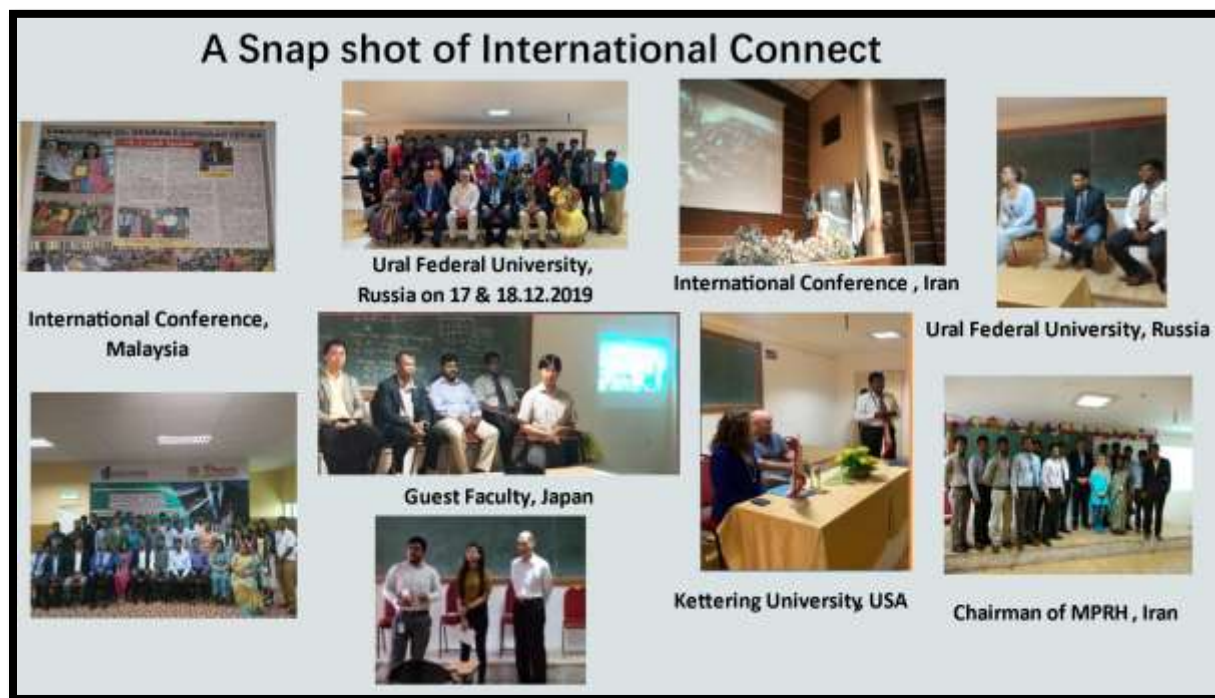 A Snap shot of International Connect
Ural Federal University,
Russia on 17 & 18.12.2019
International Conference , Iran
International Conference,
Malaysia
Ural Federal University, Russia
Guest Faculty, Japan
Kettering University, USA
Chairman of MPRH , Iran